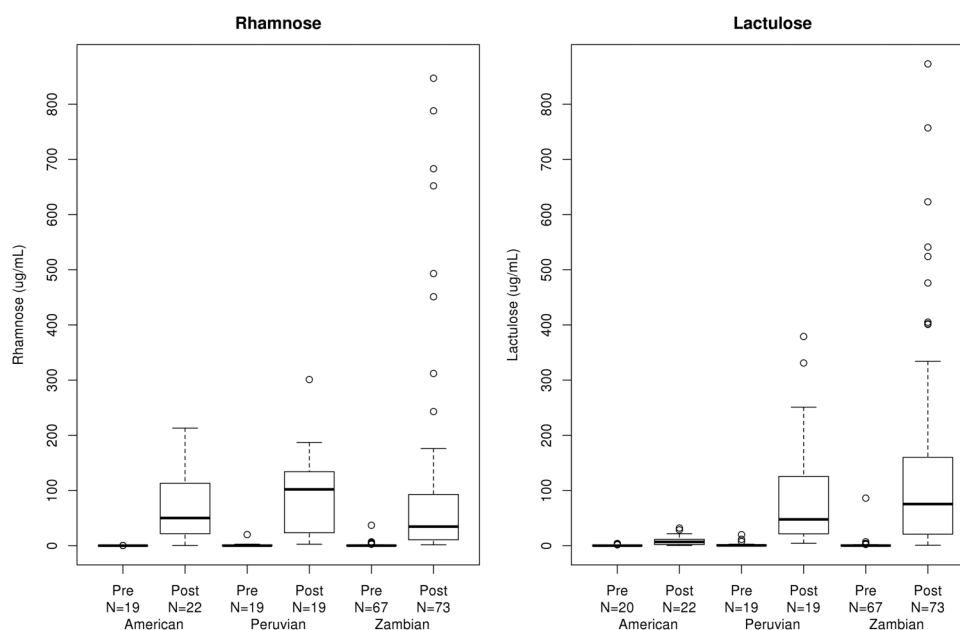 Rhamnose
Rhamnose (ug/mL)
800
700
600
500
400
300
200
100
0
Pre Post Pre Post Pre Post
N=19 N=22 N=19 N=19 N=67 N=73
American Peruvian Zambian
Lactulose
Lactulose (ug/mL)
800
700
600
500
400
300
200
100
0
Pre Post Pre Post Pre Post
N=20 N=22 N=19 N=19 N=67 N=73
American Peruvian Zambian